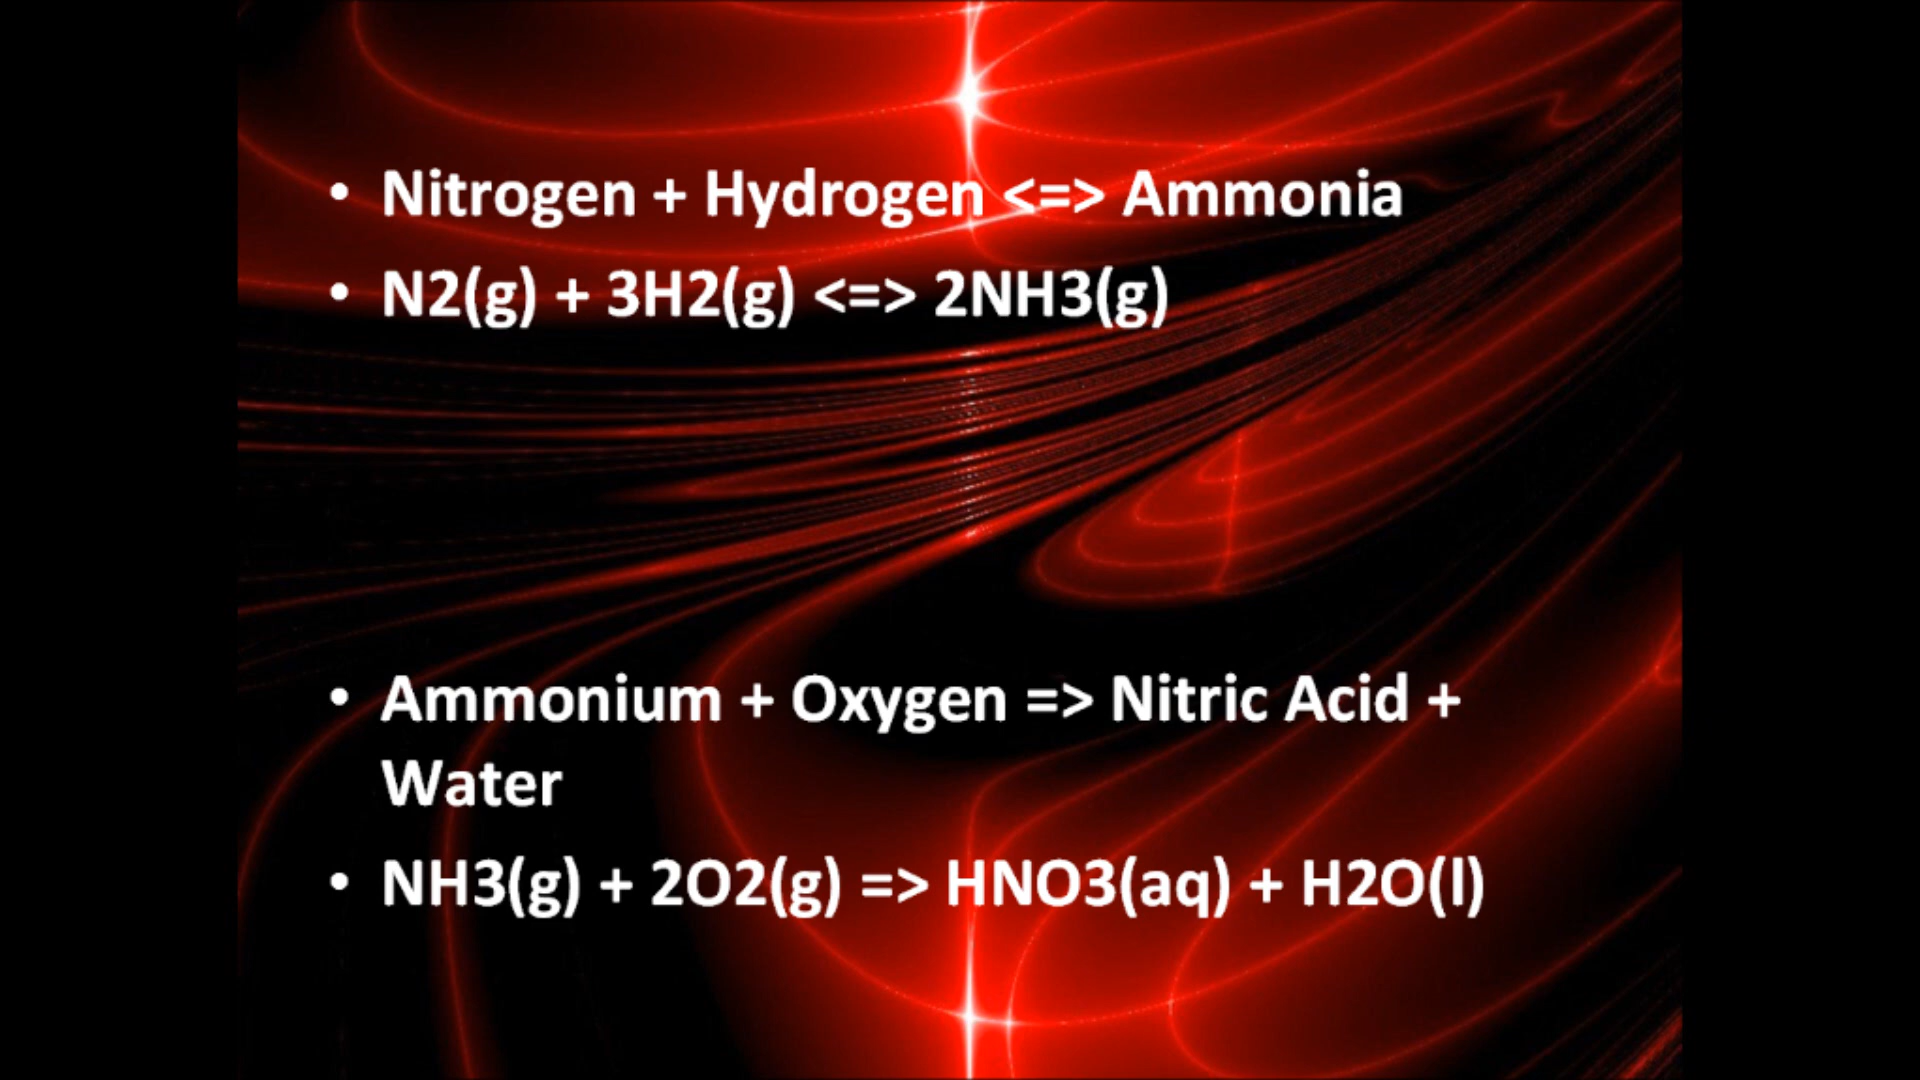 • Nitrogen + Hydrogen <=> Ammonia
• N2(g) + 3H2(g) <=> 2NH3(g)
• Ammonium + Oxygen => Nitric Acid +
Water
• NH3(g) + 2O2(g) => HNO3(aq) + H2O(l)